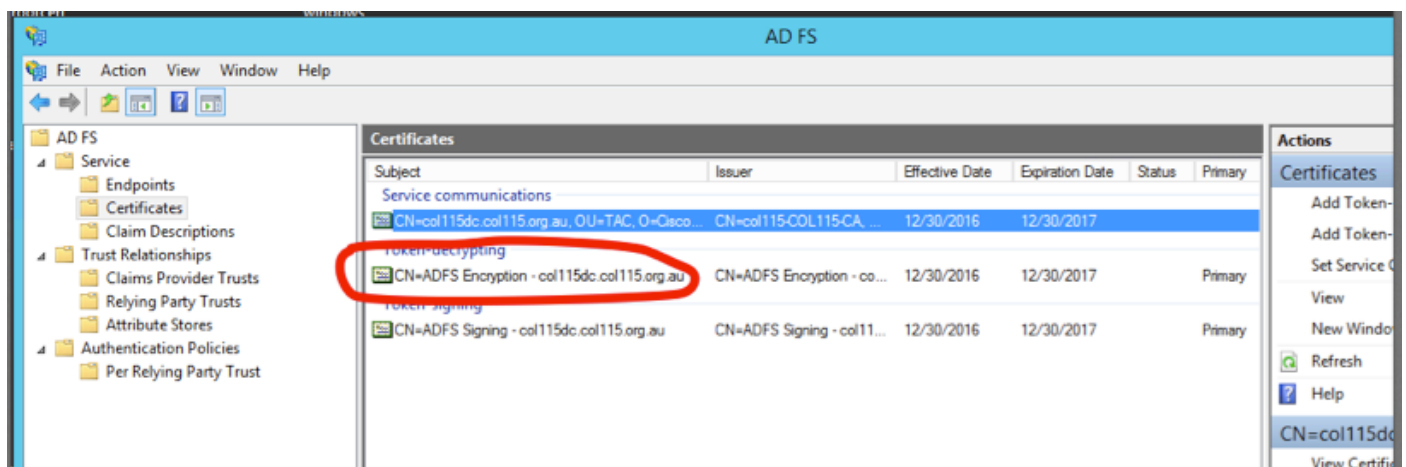 AD FS
File Action View Window Help
AD FS
Service
Endpoints
Certificates
Claim Descriptions
Trust Relationships
Claims Provider Trusts
Relying Party Trusts
Attribute Stores
Authentication Policies
Per Relying Party Trust
Certificates
Subject Issuer Effective Date Expiration Date Status Primary
Service communications
CN=col115dc.col115.org.au, OU=TAC, O=Cisco... CN=col115-COL115-CA, ... 12/30/2016 12/30/2017
Token-decrypting
CN=ADFS Encryption - col115dc.col115.org.au CN=ADFS Encryption - co... 12/30/2016 12/30/2017 Primary
Token-signing
CN=ADFS Signing - col115dc.col115.org.au CN=ADFS Signing - col11... 12/30/2016 12/30/2017 Primary
Actions
Certificates
Add Token-
Add Token-
Set Service
View
New Windo
Refresh
Help
CN=col115dc
View Certifi